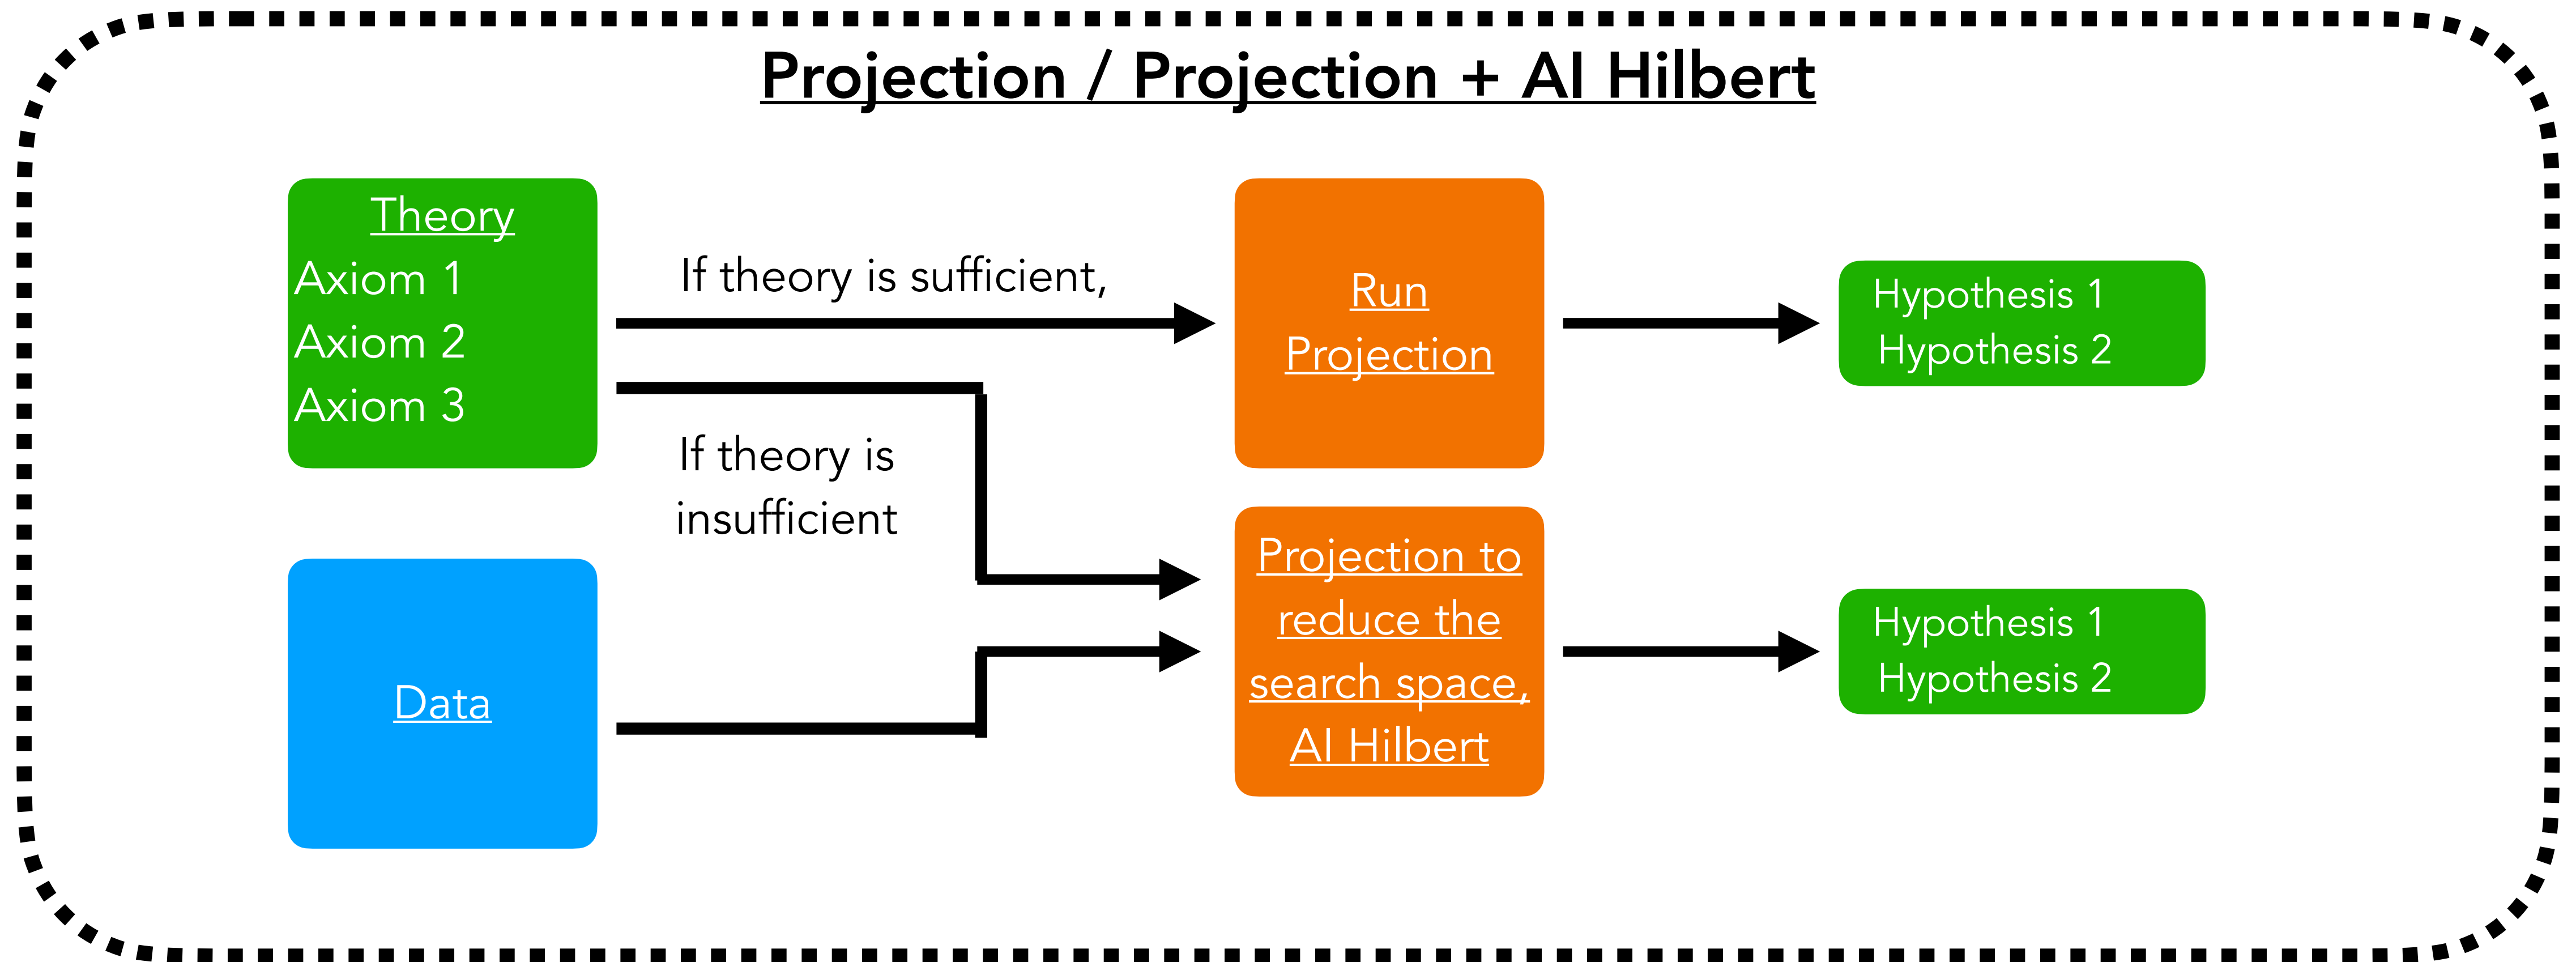 Projection / Projection + AI Hilbert
Theory
Axiom 1
Axiom 2
Axiom 3
If theory is sufficient,
If theory is
insufficient
Data
Run
Projection
Projection to
reduce the
search space,
AI Hilbert
Hypothesis 1
Hypothesis 2
Hypothesis 1
Hypothesis 2